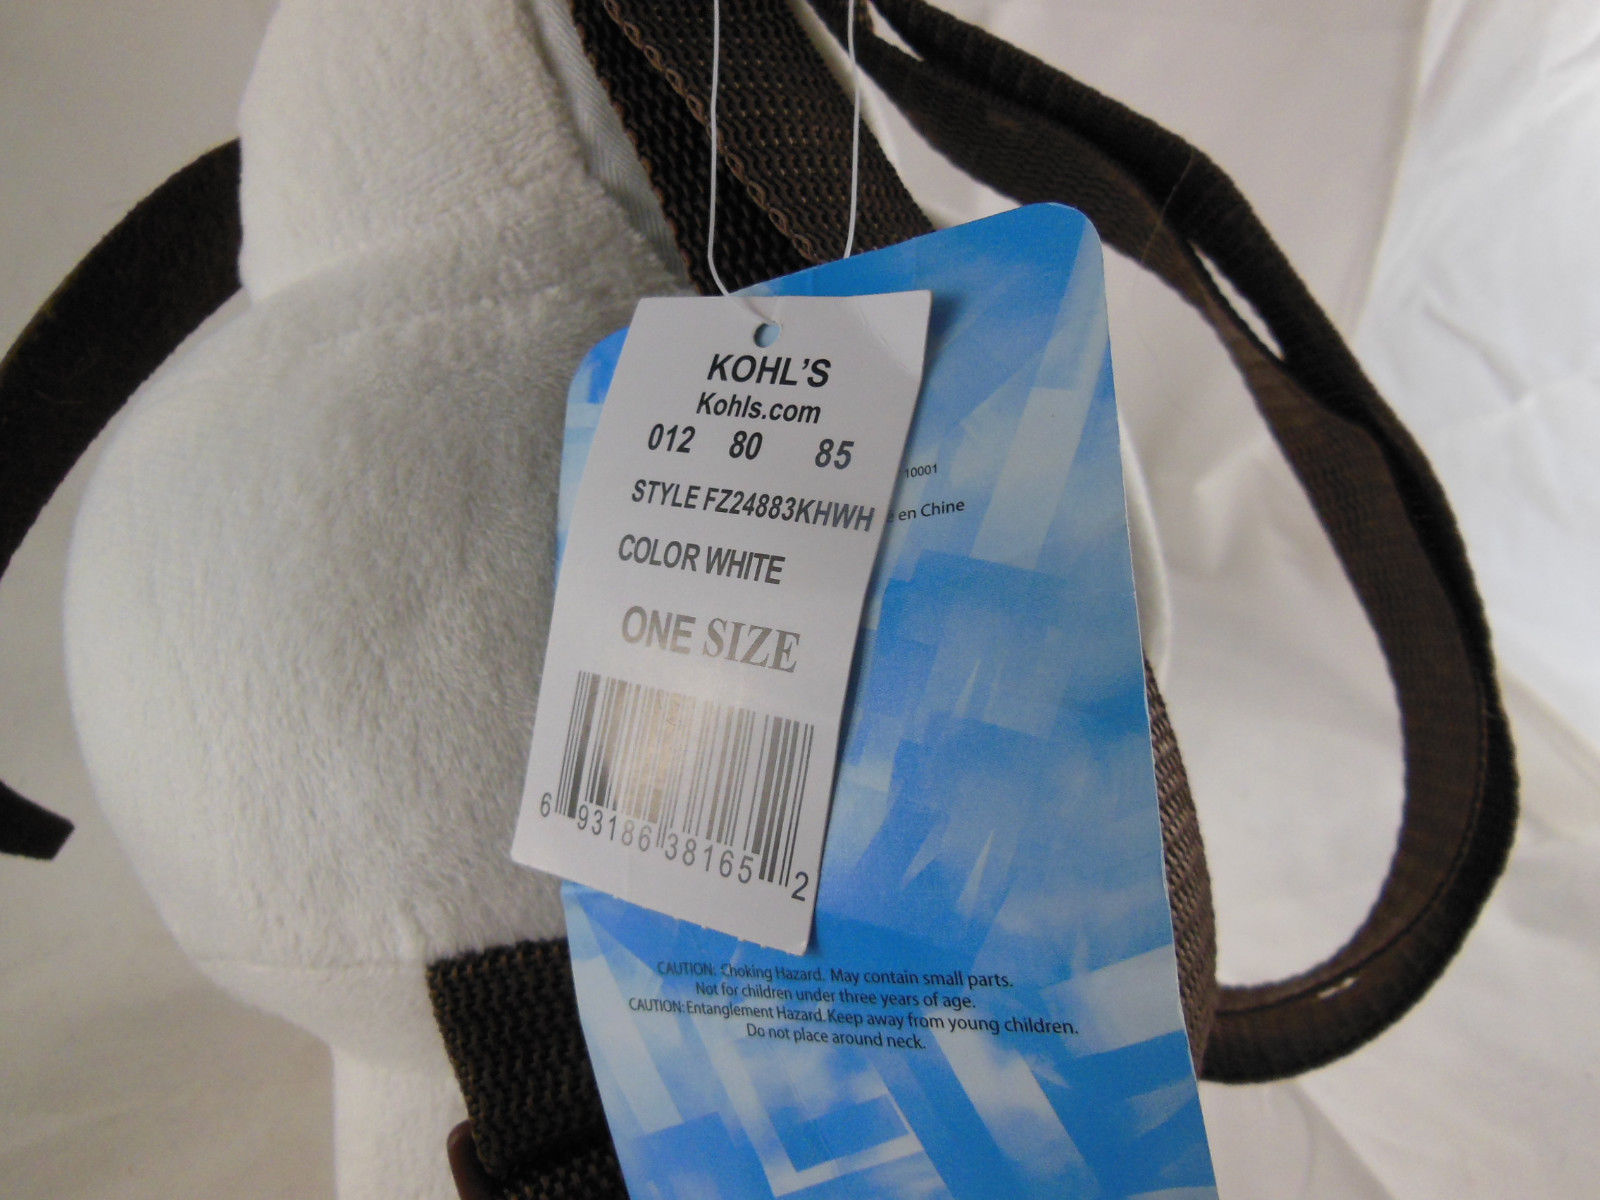 KOHL'S
Kohls.com
012 80 85
STYLE FZ24883KHWH
COLOR WHITE
ONE SIZE
6 93186 38165 2
10001
en Chine
CAUTION: Choking Hazard. May contain small parts.
Not for children under three years of age.
CAUTION: Entanglement Hazard. Keep away from young children.
Do not place around neck.